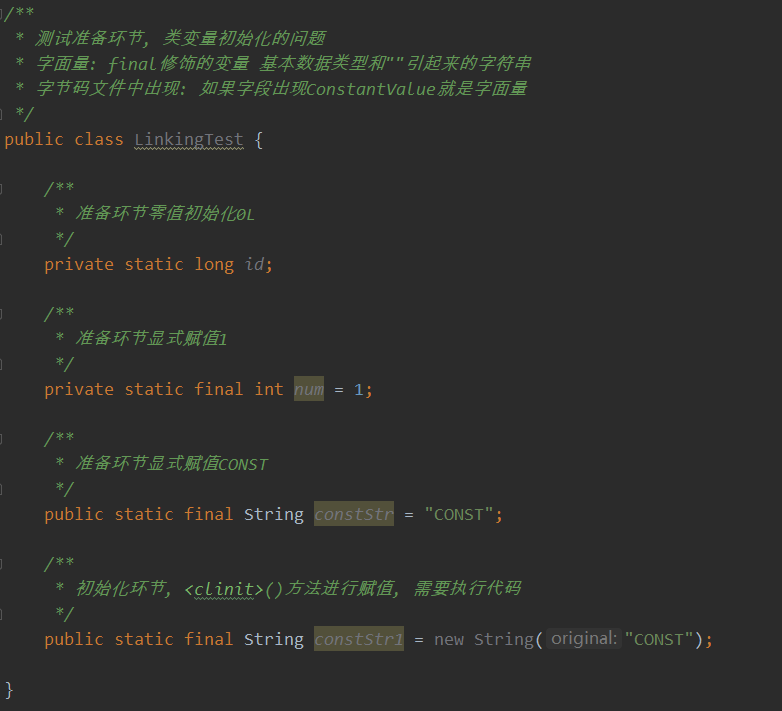 /**
 * 测试准备环节, 类变量初始化的问题
 * 字面量: final修饰的变量 基本数据类型和""引起来的字符串
 * 字节码文件中出现: 如果字段出现ConstantValue就是字面量
 */
public class LinkingTest {
    /**
     * 准备环节零值初始化0L
     */
    private static long id;
    /**
     * 准备环节显式赋值1
     */
    private static final int num = 1;
    /**
     * 准备环节显式赋值CONST
     */
    public static final String constStr = "CONST";
    /**
     * 初始化环节, <clinit>()方法进行赋值, 需要执行代码
     */
    public static final String constStr1 = new String( original: "CONST");
}